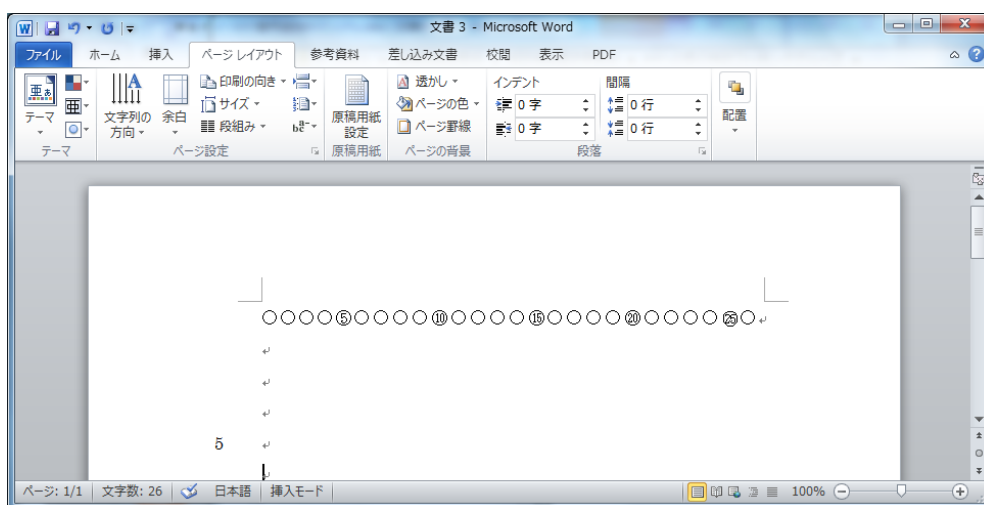 文書 3 - Microsoft Word
ファイル ホーム 挿入 ページ レイアウト 参考資料 差し込み文書 校閲 表示 PDF
印刷の向き 透かし インデント 間隔
サイズ ページの色 0 字 0 行
テーマ 文字列の方向 余白 段組み 原稿用紙設定 ページ罫線 0 字 0 行 配置
テーマ ページ設定 原稿用紙 ページの背景 段落
○○○○⑤○○○○⑩○○○○⑮○○○○⑳○○○○㉕○
5
ページ: 1/1 文字数: 26 日本語 挿入モード 100%